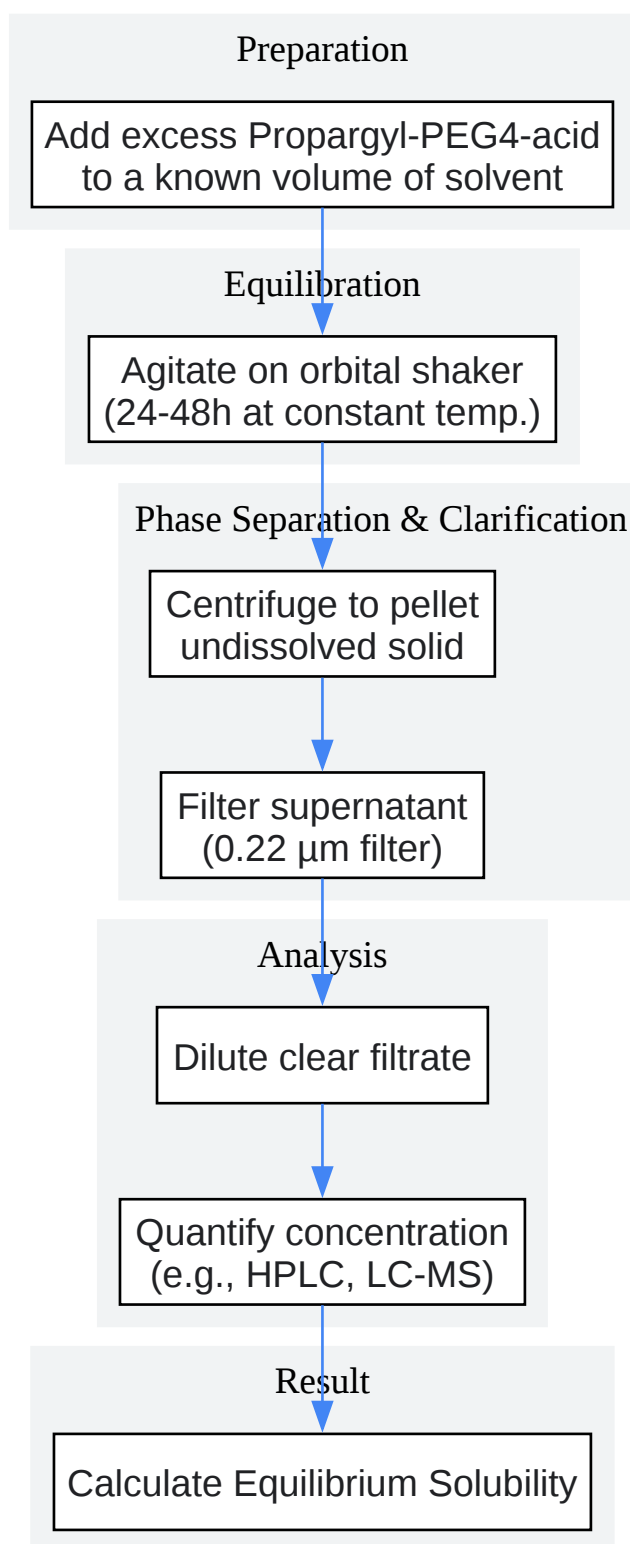 Preparation
Add excess Propargyl-PEG4-acid
to a known volume of solvent
Equilibration
Agitate on orbital shaker
(24-48h at constant temp.)
Phase Separation & Clarification
Centrifuge to pellet
undissolved solid
Filter supernatant
(0.22 µm filter)
Analysis
Dilute clear filtrate
Quantify concentration
(e.g., HPLC, LC-MS)
Result
Calculate Equilibrium Solubility